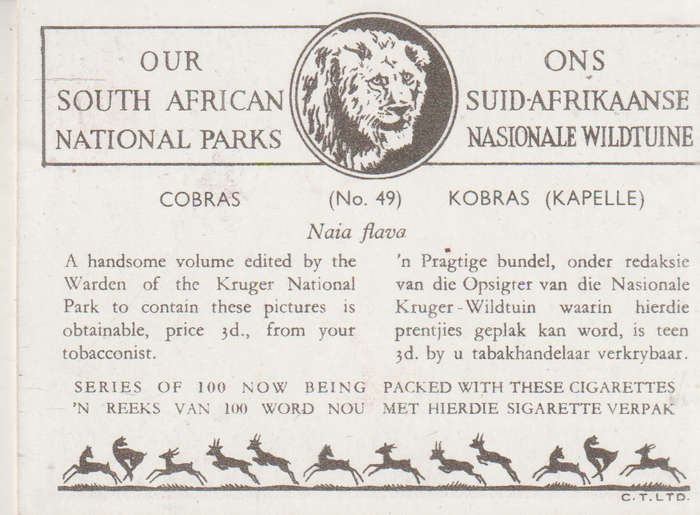 OUR
SOUTH AFRICAN
NATIONAL PARKS
ONS
SUID-AFRIKAANSE
NASIONALE WILDTUINE
COBRAS (No. 49) KOBRAS (KAPELLE)
Naia flava
A handsome volume edited by the
Warden of the Kruger National
Park to contain these pictures is
obtainable, price 3d., from your
tobacconist.
'n Pragtige bundel, onder redaksie
van die Opsigter van die Nasionale
Kruger-Wildtuin waarin hierdie
prentjies geplak kan word, is teen
3d. by u tabakhandelaar verkrybaar.
SERIES OF 100 NOW BEING PACKED WITH THESE CIGARETTES
'N REEKS VAN 100 WORD NOU MET HIERDIE SIGARETTE VERPAK
C.T.LTD.